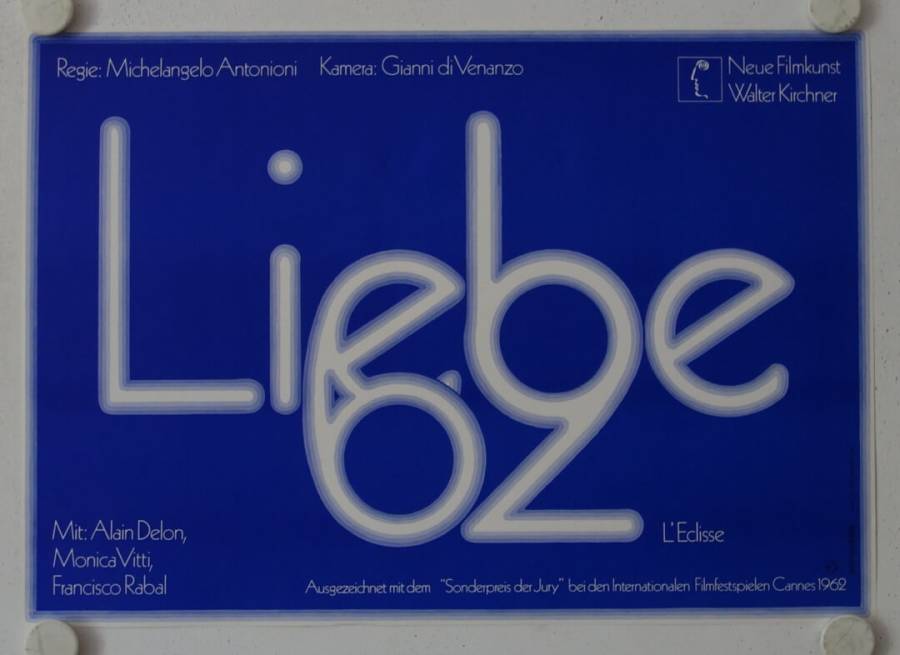 Regie: Michelangelo Antonioni Kamera: Gianni di Venanzo
Neue Filmkunst
Walter Kirchner
Liebe
62
L'Eclisse
Mit: Alain Delon,
Monica Vitti,
Francisco Rabal
Ausgezeichnet mit dem "Sonderpreis der Jury" bei den Internationalen Filmfestspielen Cannes 1962